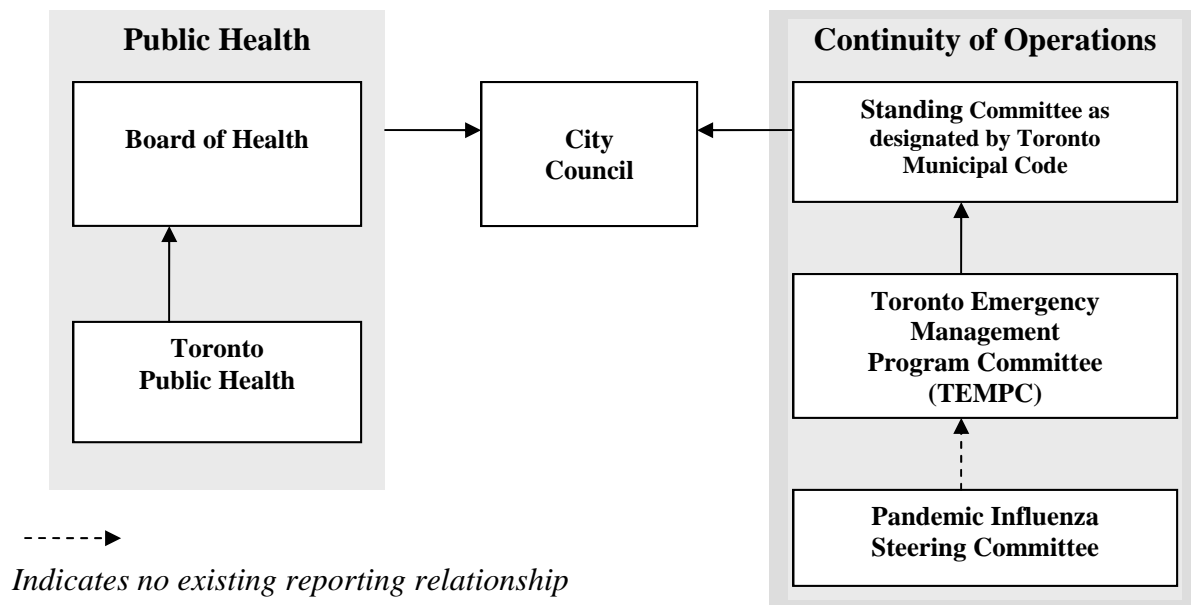 Public Health
Board of Health
Toronto
Public Health
City
Council
Continuity of Operations
Standing Committee as
designated by Toronto
Municipal Code
Toronto Emergency
Management
Program Committee
(TEMPC)
Pandemic Influenza
Steering Committee
Indicates no existing reporting relationship